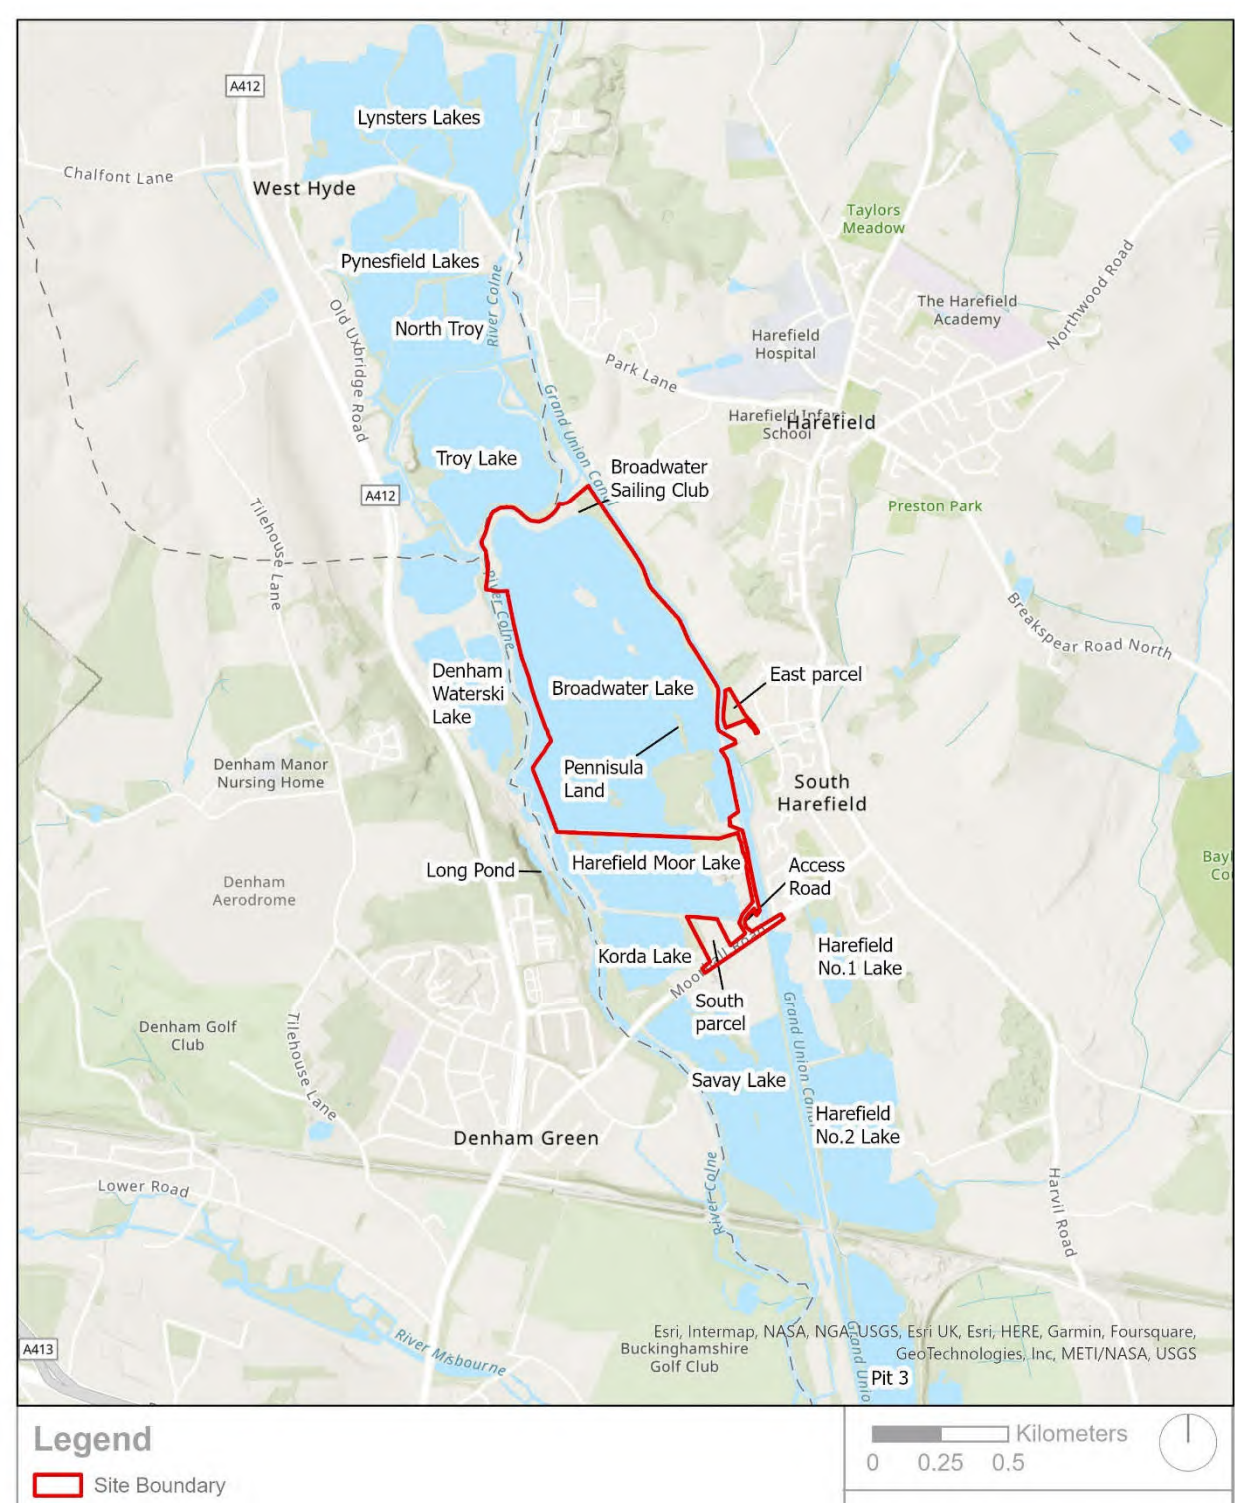 A412
Lynsters Lakes
Chalfont Lane
West Hyde
Taylors
Meadow
Pynesfield Lakes
River Colne
Northwood Road
The Harefield
Academy
Old Uxbridge Road
North Troy
Harefield
Hospital
Park Lane
Grand Union Canal
Harefield Infant
School
Harefield
Troy Lake
Broadwater
Sailing Club
A412
Preston Park
Tilehouse Lane
River Colne
Breakspear Road North
Denham
Waterski
Lake
Broadwater Lake
East parcel
Denham Manor
Nursing Home
Pennisula
Land
South
Harefield
Long Pond
Harefield Moor Lake
Access
Road
Denham
Aerodrome
Korda Lake
Harefield
No.1 Lake
South
parcel
Denham Golf
Club
Tilehouse Lane
Grand Union Canal
Savay Lake
Harefield
No.2 Lake
Denham Green
Lower Road
River Colne
Harvil Road
River Misbourne
A413
Esri, Intermap, NASA, NGA, USGS, Esri UK, Esri, HERE, Garmin, Foursquare,
GeoTechnologies, Inc, METI/NASA, USGS
Buckinghamshire
Golf Club
Grand Unio
Pit 3
Legend
Site Boundary
Kilometers
0 0.25 0.5